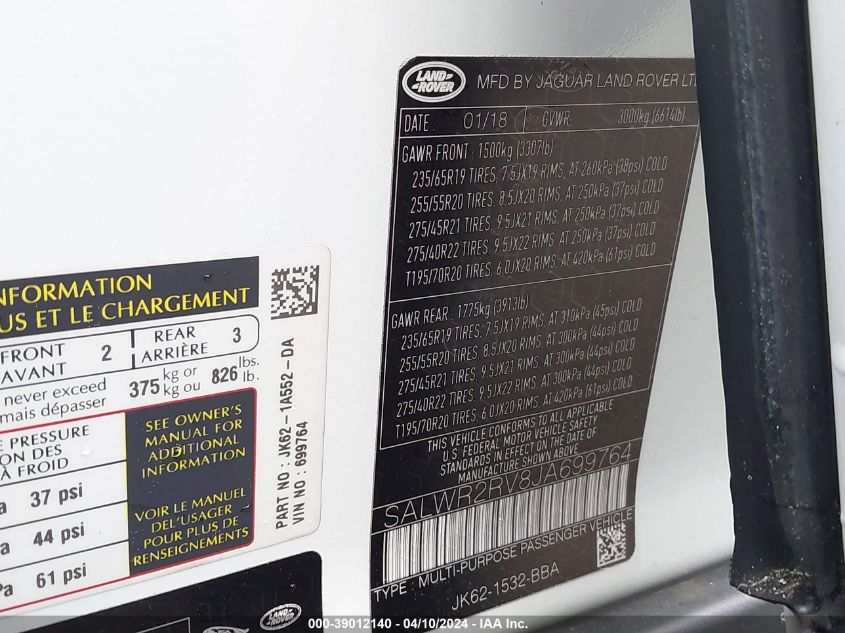 NFORMATION
US ET LE CHARGEMENT
FRONT 2 REAR 3
AVANT ARRIÈRE
never exceed 375 kg or 826 lbs.
mais dépasser kg ou lb.
E PRESSURE
ION DES
À FROID
a 37 psi
a 44 psi
Pa 61 psi
SEE OWNER'S
MANUAL FOR
ADDITIONAL
INFORMATION
VOIR LE MANUEL
DEL'USAGER
POUR PLUS DE
RENSEIGNEMENTS
PART NO : JK62-1A552-DA
VIN NO : 699764
LAND ROVER
LAND ROVER
MFD BY JAGUAR LAND ROVER LT
DATE: 01/18 GVWR: 3000kg (6614lb)
GAWR FRONT : 1500kg (3307lb)
235/65R19 TIRES, 7.5JX19 RIMS, AT 260kPa (38psi) COLD
255/55R20 TIRES, 8.5JX20 RIMS, AT 250kPa (37psi) COLD
275/45R21 TIRES, 9.5JX21 RIMS, AT 250kPa (37psi) COLD
275/40R22 TIRES, 9.5JX22 RIMS, AT 250kPa (37psi) COLD
T195/70R20 TIRES, 6.0JX20 RIMS, AT 420kPa (61psi) COLD
GAWR REAR : 1775kg (3913lb)
235/65R19 TIRES, 7.5JX19 RIMS, AT 310kPa (45psi) COLD
255/55R20 TIRES, 8.5JX20 RIMS, AT 300kPa (44psi) COLD
275/45R21 TIRES, 9.5JX21 RIMS, AT 300kPa (44psi) COLD
275/40R22 TIRES, 9.5JX22 RIMS, AT 300kPa (44psi) COLD
T195/70R20 TIRES, 6.0JX20 RIMS, AT 420kPa (61psi) COLD
THIS VEHICLE CONFORMS TO ALL APPLICABLE
U.S. FEDERAL MOTOR VEHICLE SAFETY
STANDARDS IN EFFECT ON THE DATE OF
MANUFACTURE SHOWN ABOVE
SALWR2RV8JA699764
TYPE : MULTI-PURPOSE PASSENGER VEHICLE
JK62-1532-BBA
000-39012140 - 04/10/2024 - IAA Inc.